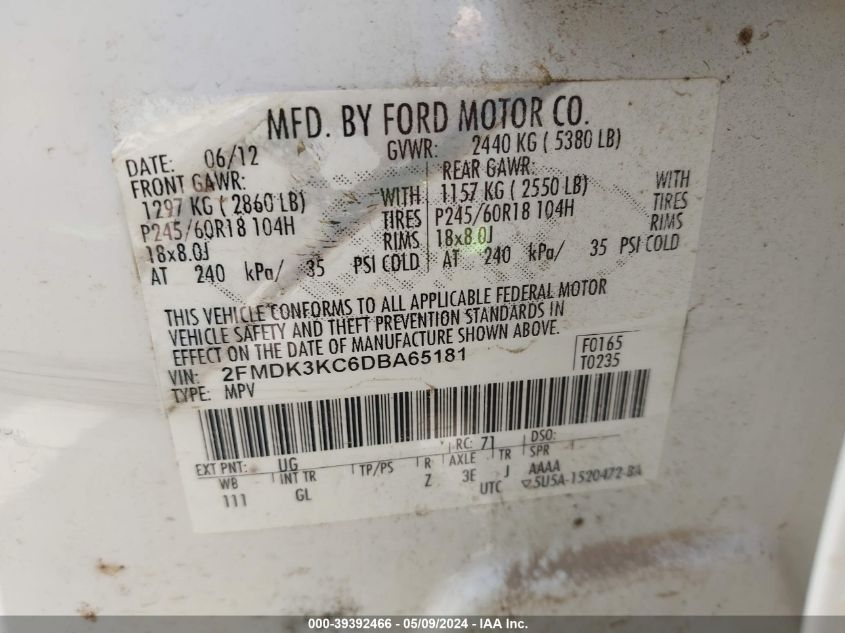 MFD. BY FORD MOTOR CO.
DATE: 06/12 GVWR: 2440 KG ( 5380 LB)
FRONT GAWR: REAR GAWR:
1297 KG ( 2860 LB) WITH 1157 KG ( 2550 LB) WITH
P245/60R18 104H TIRES P245/60R18 104H TIRES
18x8.0J RIMS 18x8.0J RIMS
AT 240 kPa/ 35 PSI COLD AT 240 kPa/ 35 PSI COLD
THIS VEHICLE CONFORMS TO ALL APPLICABLE FEDERAL MOTOR
VEHICLE SAFETY AND THEFT PREVENTION STANDARDS IN
EFFECT ON THE DATE OF MANUFACTURE SHOWN ABOVE.
VIN: 2FMDK3KC6DBA65181 F0165
TYPE: MPV T0235
EXT PNT: UG RC: 71 DSO:
WB INT TR TP/PS R AXLE TR SPR
111 GL Z 3E J AAAA
UTC ▽5U5A-1520472-BA
000-39392466 - 05/09/2024 - IAA Inc.